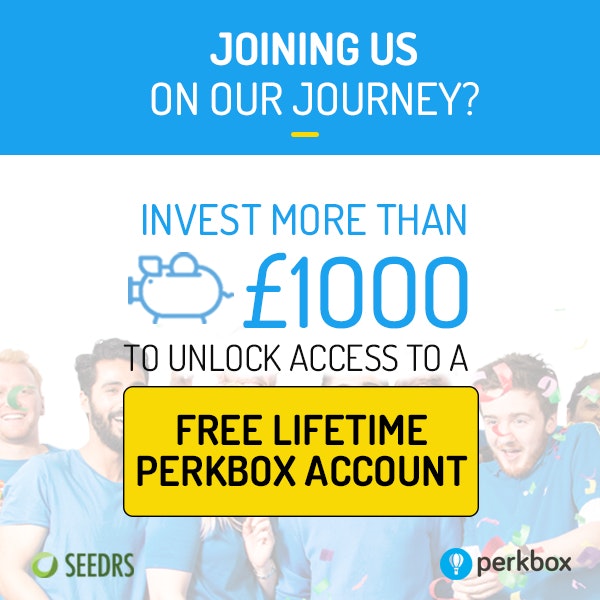 JOINING US
ON OUR JOURNEY?
INVEST MORE THAN
£1000
TO UNLOCK ACCESS TO A
FREE LIFETIME
PERKBOX ACCOUNT
SEEDRS
perkbox